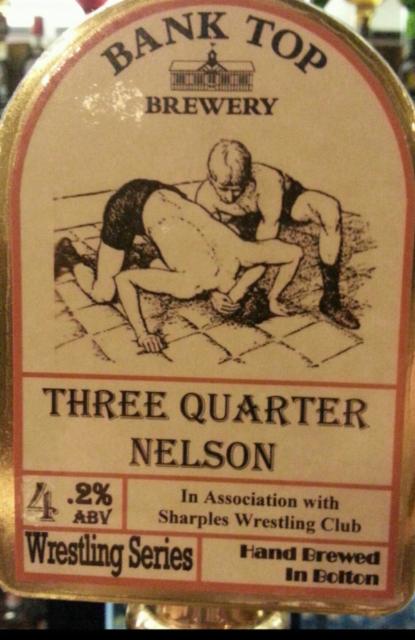 BANK TOP
BREWERY
THREE QUARTER
NELSON
4.2%
ABV
In Association with
Sharples Wrestling Club
Wrestling Series
Hand Brewed
In Bolton